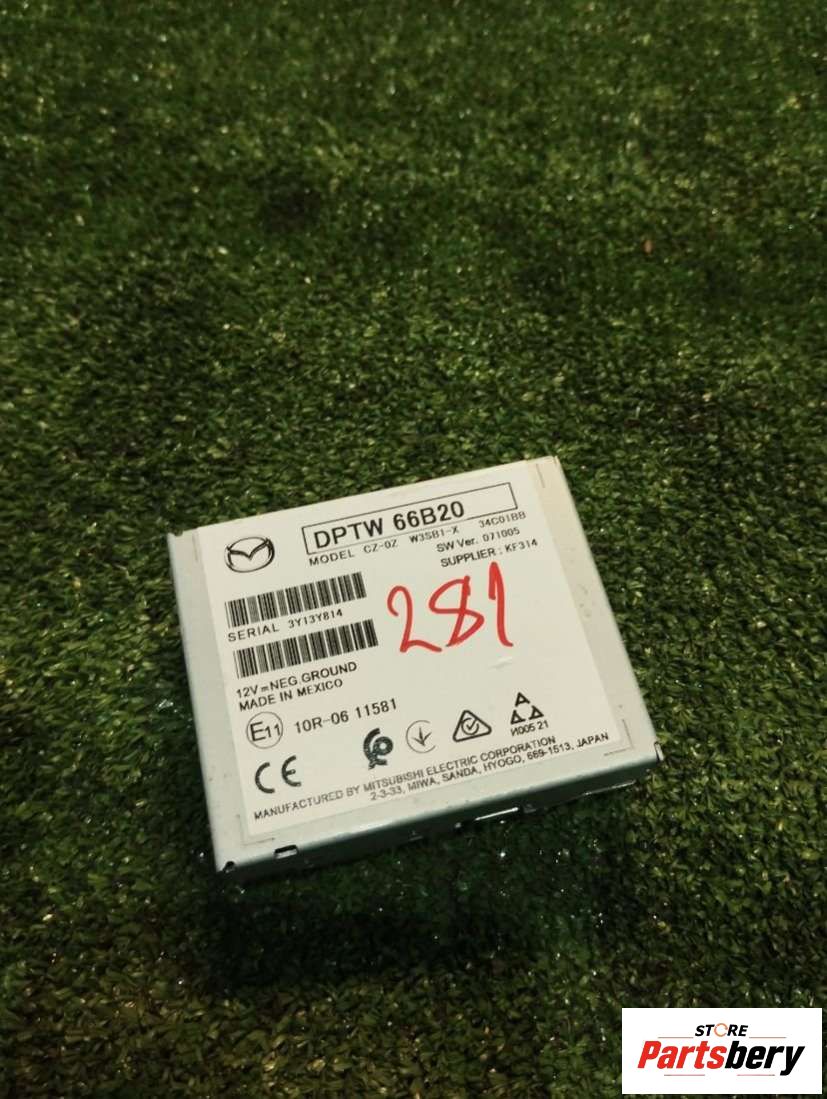 DPTW 66B20
MODEL CZ-0Z W3SB1-X 34C01BB
SW Ver. 071005
SUPPLIER : KF314
SERIAL 3Y13Y814
281
12V⎓NEG.GROUND
MADE IN MEXICO
E11 10R-06 11581
CE
И005 21
MANUFACTURED BY MITSUBISHI ELECTRIC CORPORATION
2-3-33, MIWA, SANDA, HYOGO, 669-1513, JAPAN
STORE
Partsbery